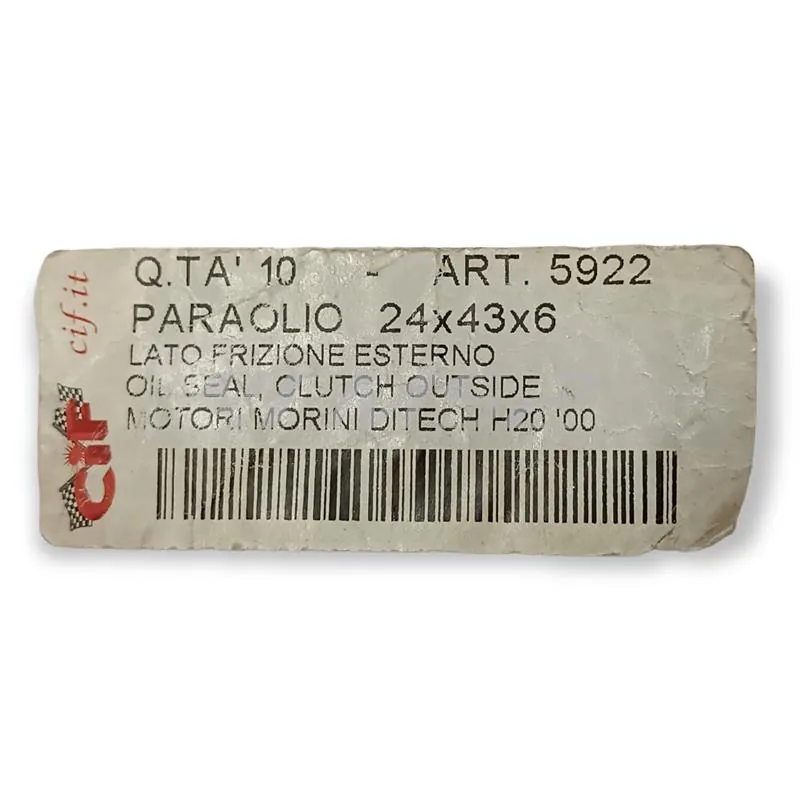 Q.TA' 10 - ART. 5922
PARAOLIO 24x43x6
LATO FRIZIONE ESTERNO
OIL SEAL, CLUTCH OUTSIDE
MOTORI MORINI DITECH H20 '00
cif.it
CiF